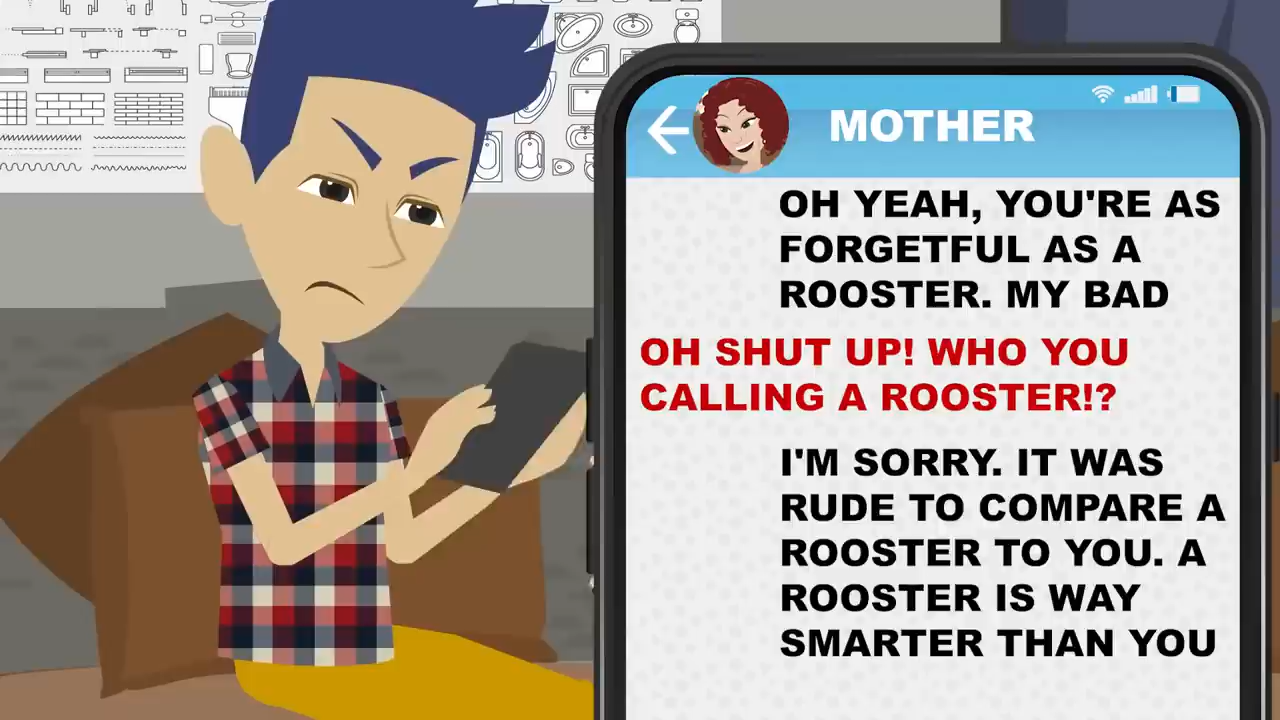 MOTHER
OH YEAH, YOU'RE AS
FORGETFUL AS A
ROOSTER. MY BAD
OH SHUT UP! WHO YOU
CALLING A ROOSTER!?
I'M SORRY. IT WAS
RUDE TO COMPARE A
ROOSTER TO YOU. A
ROOSTER IS WAY
SMARTER THAN YOU